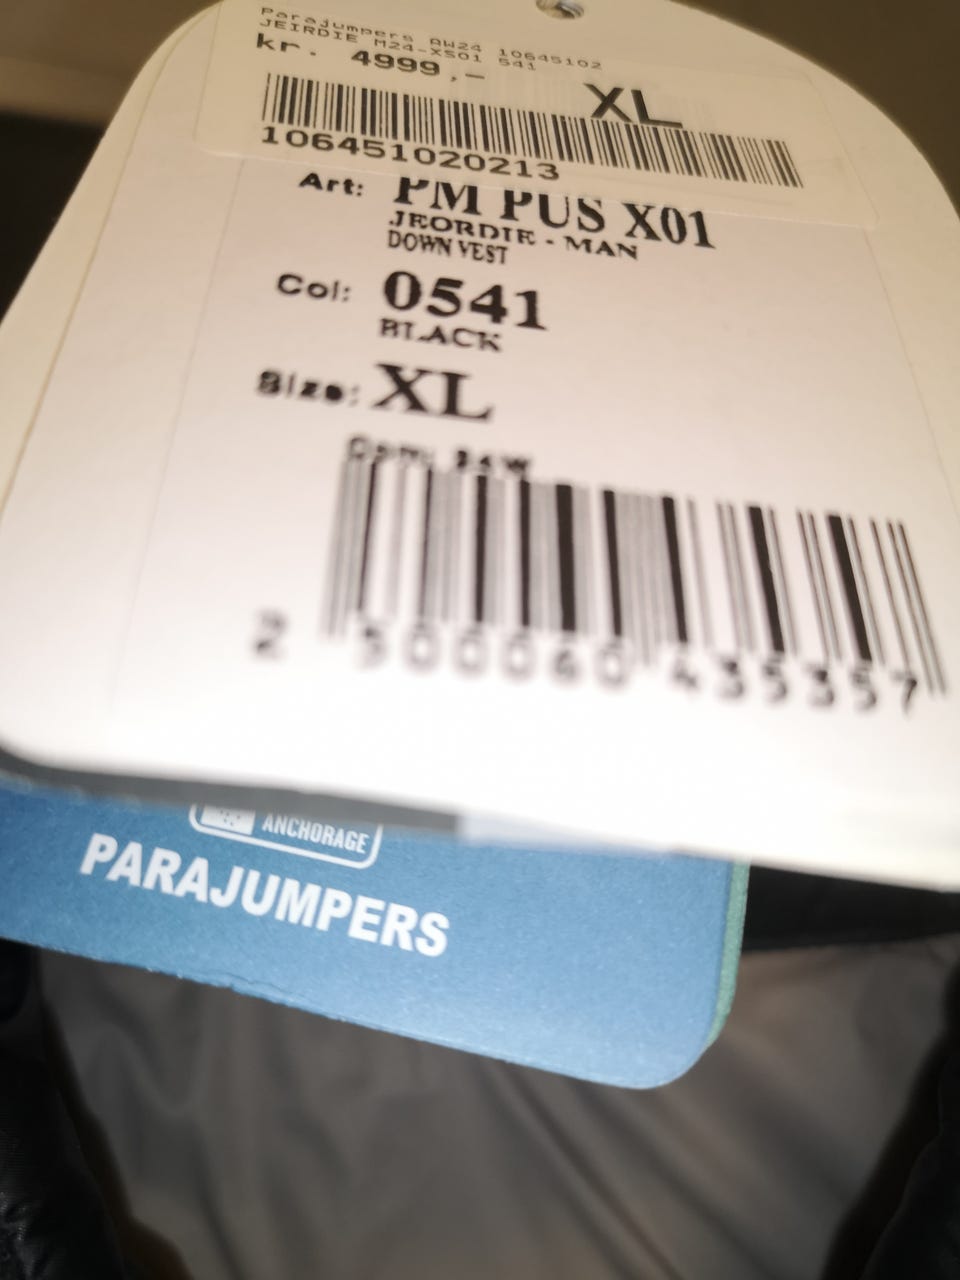 Parajumpers AW24 10645102
JEIRDIE M24-XS01 541
kr. 4999,-
XL
106451020213
Art: PM PUS X01
JEORDIE - MAN
DOWN VEST
Col: 0541
BLACK
Size: XL
2 500060 435357
ANCHORAGE
PARAJUMPERS